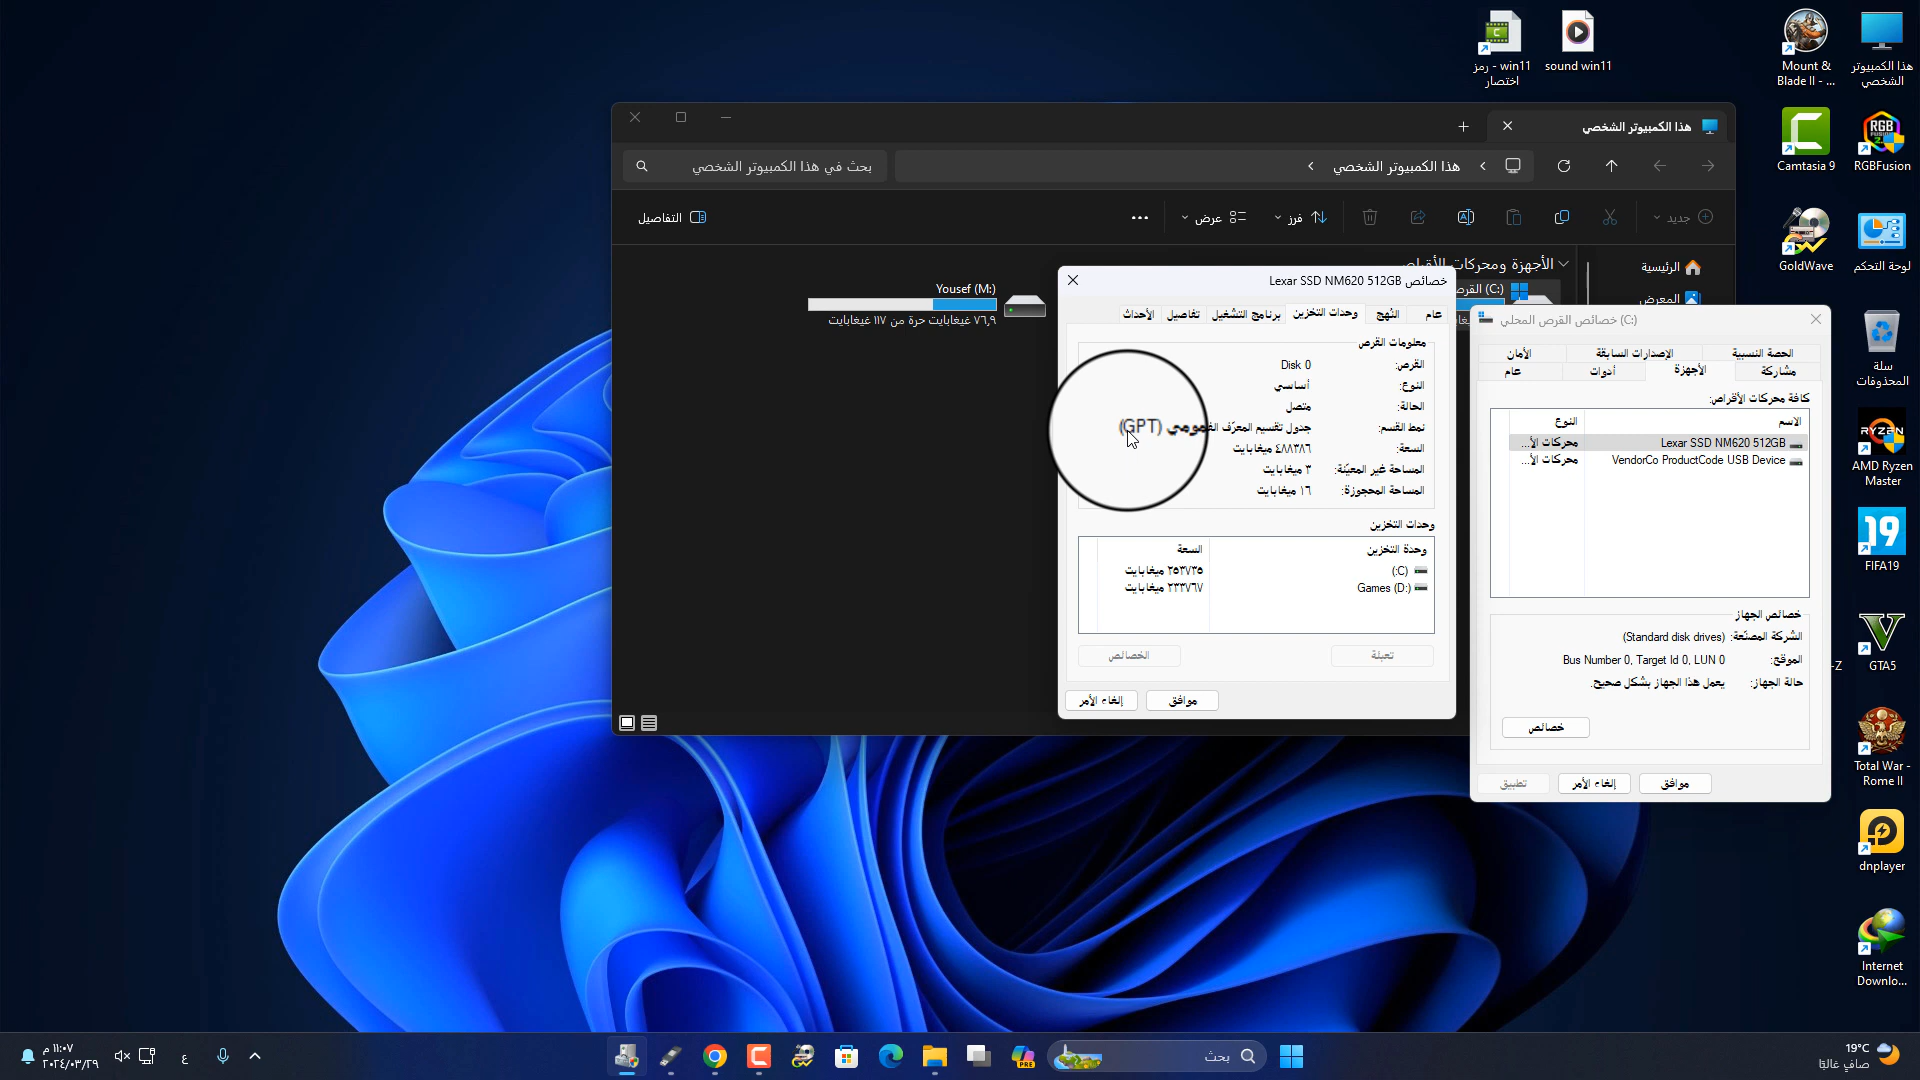 win11 - رمز اختصار
sound win11
Mount & Blade II - ...
هذا الكمبيوتر الشخصي
Camtasia 9
RGBFusion
GoldWave
لوحة التحكم
سلة المحذوفات
AMD Ryzen Master
FIFA19
GTA5
Total War - Rome II
dnplayer
Internet Downlo...
هذا الكمبيوتر الشخصي
هذا الكمبيوتر الشخصي
بحث في هذا الكمبيوتر الشخصي
جديد
فرز
عرض
التفاصيل
الرئيسية
المعرض
الأجهزة ومحركات الأقراص
(C:)
Yousef (M:)
٧٦,٩ غيغابايت حرة من ١١٧ غيغابايت
خصائص Lexar SSD NM620 512GB
عام
النُهج
وحدات التخزين
برنامج التشغيل
تفاصيل
الأحداث
معلومات القرص
القرص: Disk 0
النوع: أساسي
الحالة: متصل
نمط القسم: جدول تقسيم المعرّف العمومي (GPT)
السعة: ٤٨٨٣٨٦ ميغابايت
المساحة غير المعيّنة: ٣ ميغابايت
المساحة المحجوزة: ١٦ ميغابايت
وحدات التخزين
وحدة التخزين السعة
(C:) ٢٥٣٧٣٥ ميغابايت
Games (D:) ٢٣٣٧٦٧ ميغابايت
تعبئة
الخصائص
موافق
إلغاء الأمر
خصائص القرص المحلي (C:)
الحصة النسبية
الإصدارات السابقة
الأمان
مشاركة
الأجهزة
أدوات
عام
كافة محركات الأقراص:
الاسم النوع
Lexar SSD NM620 512GB محركات الأ...
VendorCo ProductCode USB Device محركات الأ...
خصائص الجهاز
الشركة المصنّعة: (Standard disk drives)
الموقع: Bus Number 0, Target Id 0, LUN 0
حالة الجهاز: يعمل هذا الجهاز بشكل صحيح.
خصائص
موافق
إلغاء الأمر
تطبيق
19°C
صافٍ غالبًا
بحث
ع
١١:٠٧ م
٢٠٢٤/٠٣/٢٩